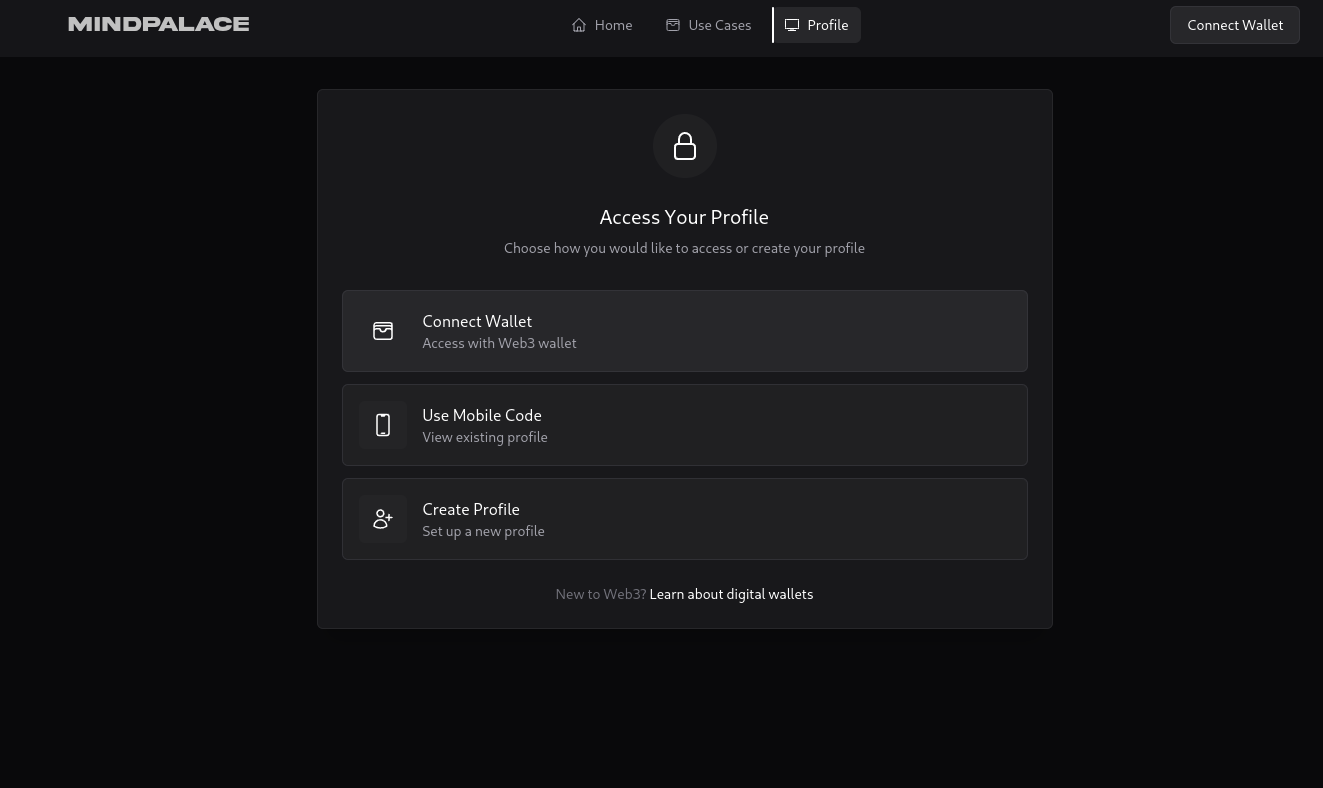 MINDPALACE
Home
Use Cases
Profile
Connect Wallet
Access Your Profile
Choose how you would like to access or create your profile
Connect Wallet
Access with Web3 wallet
Use Mobile Code
View existing profile
Create Profile
Set up a new profile
New to Web3? Learn about digital wallets